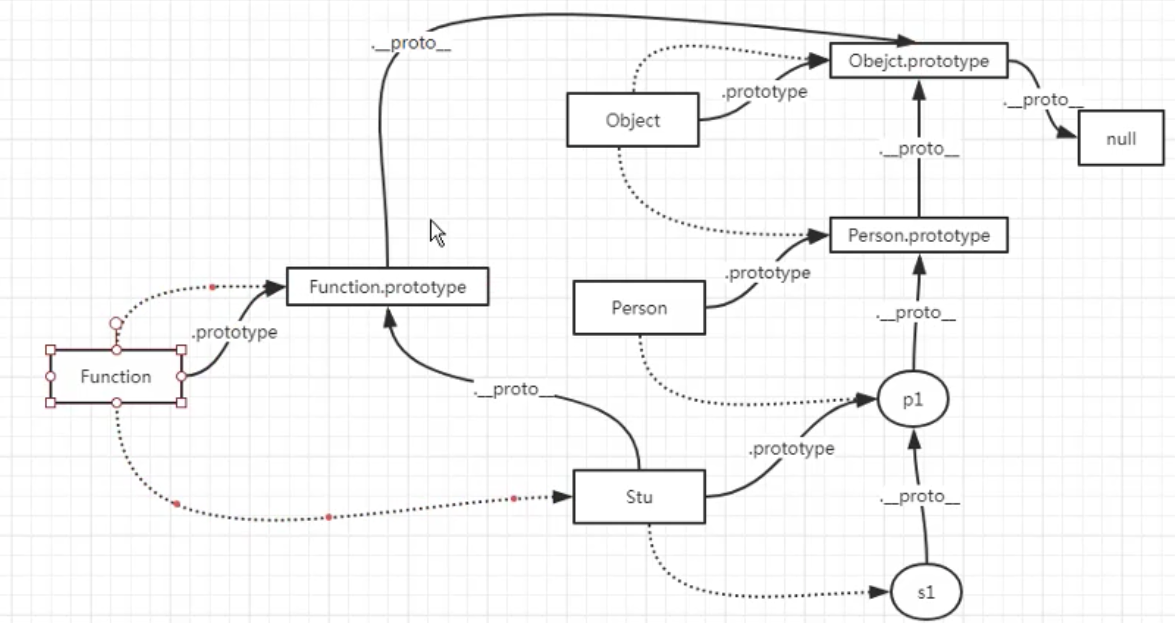 .__proto__
Obejct.prototype
.prototype
.__proto__
Object
null
.__proto__
Person.prototype
.prototype
Function.prototype
Person
.__proto__
.prototype
Function
.__proto__
p1
.prototype
Stu
.__proto__
s1